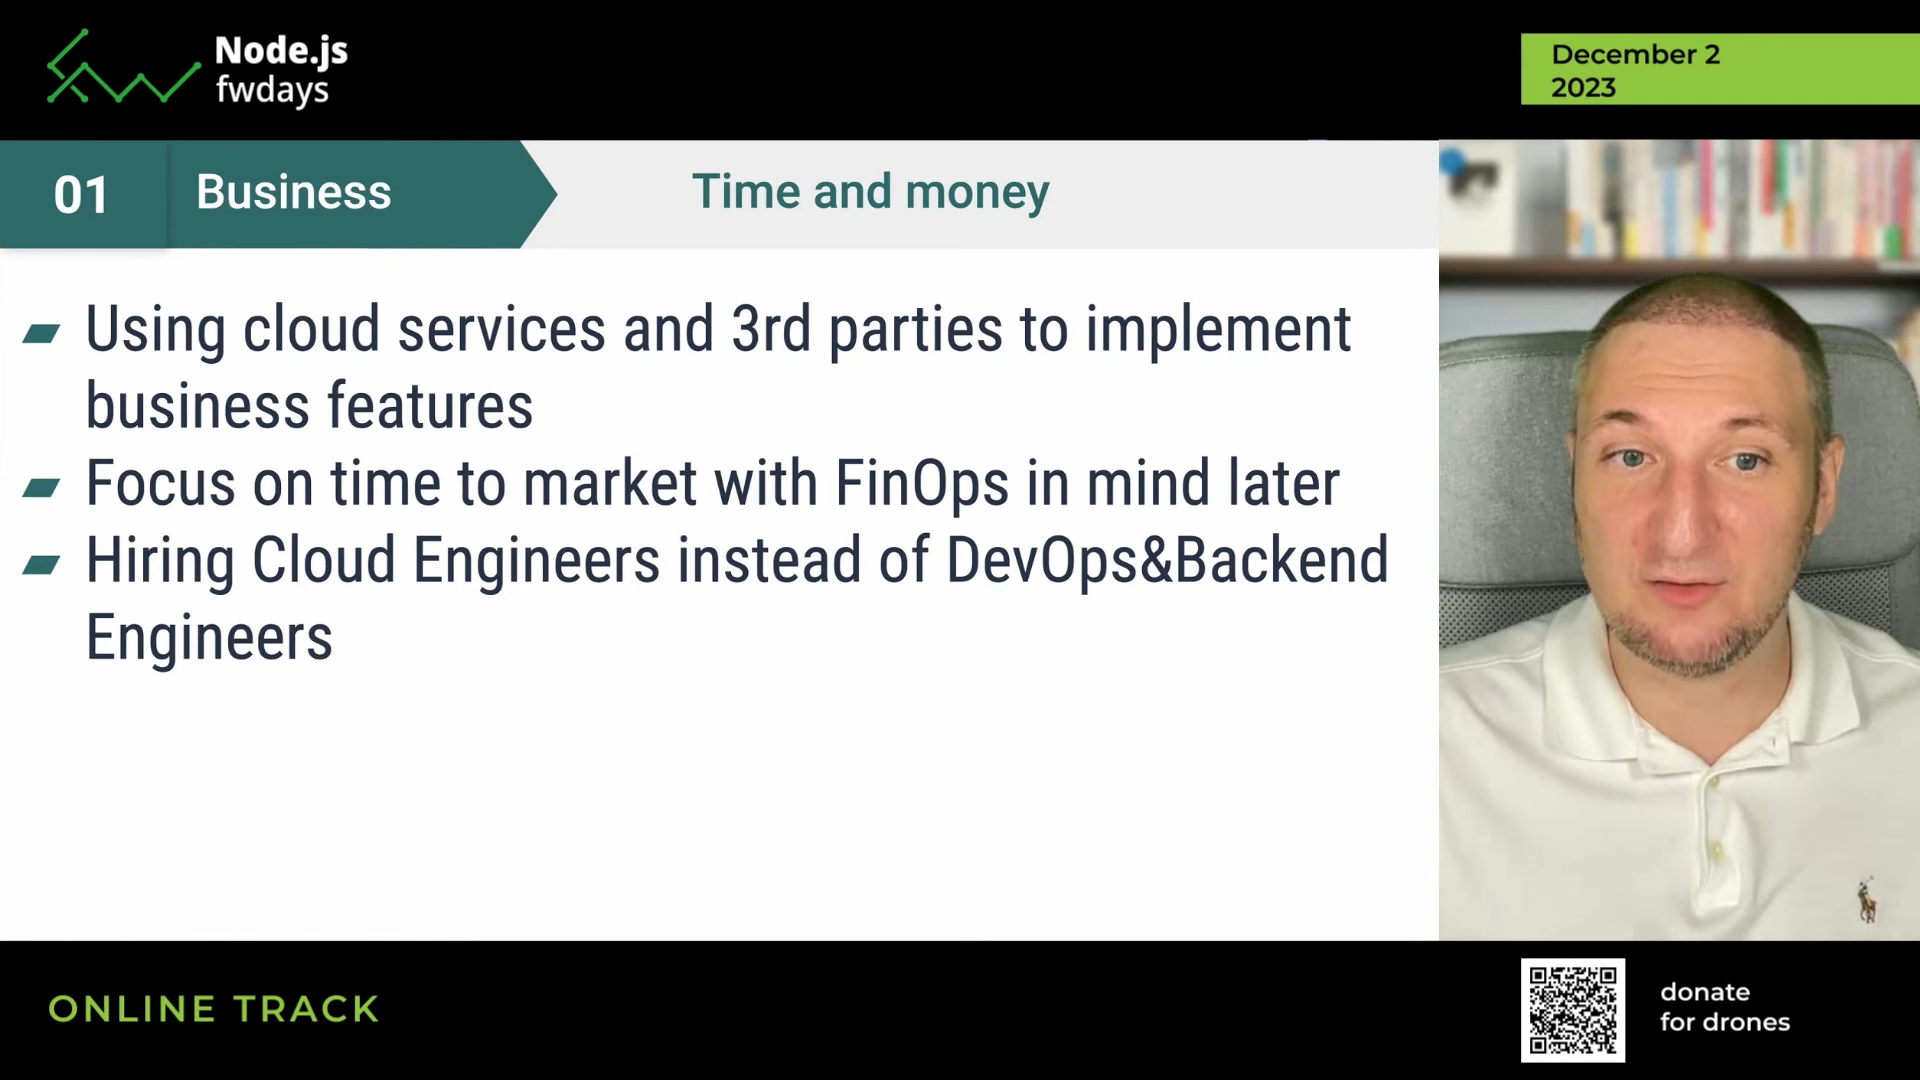 Node.js
fwdays
December 2
2023
01 Business Time and money
Using cloud services and 3rd parties to implement
business features
Focus on time to market with FinOps in mind later
Hiring Cloud Engineers instead of DevOps&Backend
Engineers
ONLINE TRACK
donate
for drones